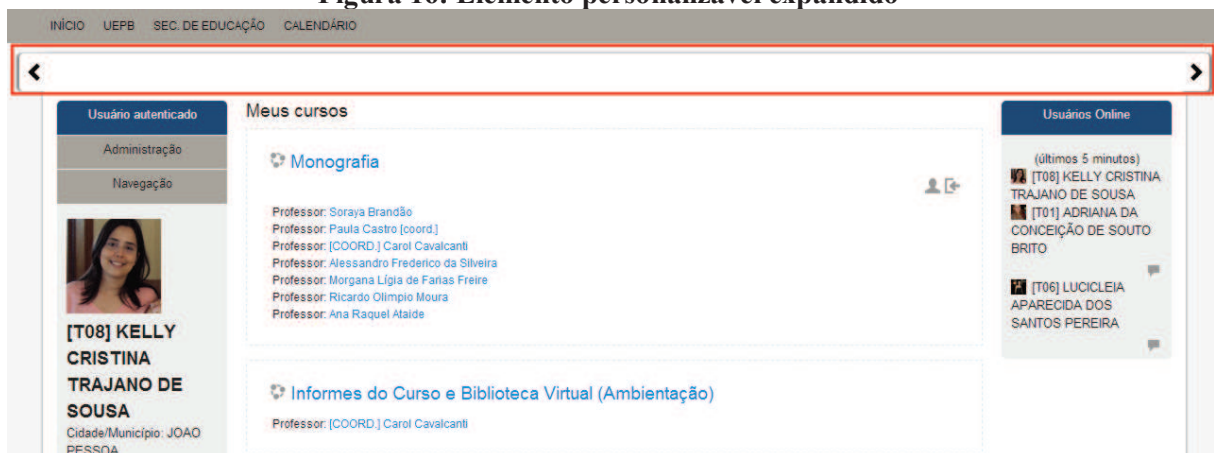 Figura 10: Elemento personalizável expandido
INÍCIO UEPB SEC. DE EDUCAÇÃO CALENDÁRIO
Usuário autenticado
Administração
Navegação
[T08] KELLY
CRISTINA
TRAJANO DE
SOUSA
Cidade/Município: JOAO
PESSOA
Meus cursos
Monografia
Professor: Soraya Brandão
Professor: Paula Castro [coord.]
Professor: [COORD.] Carol Cavalcanti
Professor: Alessandro Frederico da Silveira
Professor: Morgana Lígia de Farias Freire
Professor: Ricardo Olimpio Moura
Professor: Ana Raquel Ataide
Informes do Curso e Biblioteca Virtual (Ambientação)
Professor: [COORD.] Carol Cavalcanti
Usuários Online
(últimos 5 minutos)
[T08] KELLY CRISTINA
TRAJANO DE SOUSA
[T01] ADRIANA DA
CONCEIÇÃO DE SOUTO
BRITO
[T06] LUCICLEIA
APARECIDA DOS
SANTOS PEREIRA